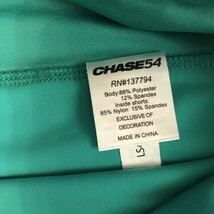 CHASE54
RN#137794
Body:88% Polyester
12% Spandex
Inside shorts:
85% Nylon 15% Spandex
EXCLUSIVE OF
DECORATION
MADE IN CHINA